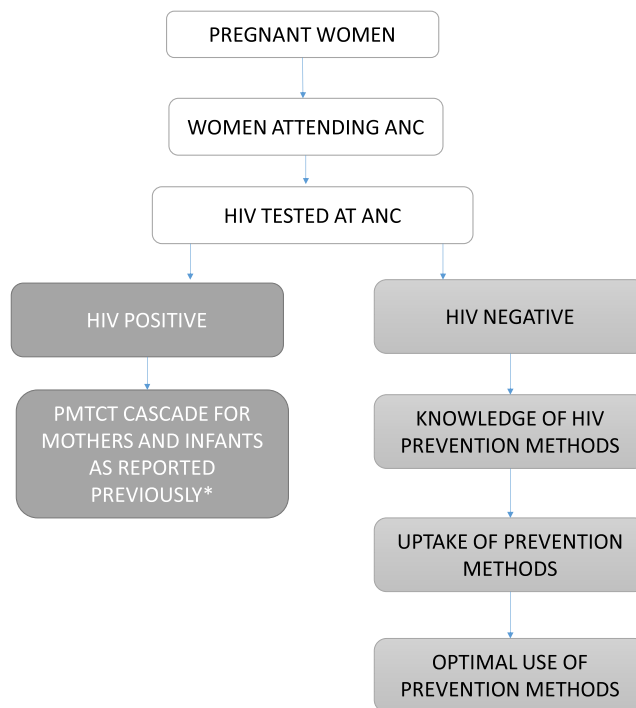 PREGNANT WOMEN
WOMEN ATTENDING ANC
HIV TESTED AT ANC
HIV POSITIVE
HIV NEGATIVE
PMTCT CASCADE FOR
MOTHERS AND INFANTS
AS REPORTED
PREVIOUSLY*
KNOWLEDGE OF HIV
PREVENTION METHODS
UPTAKE OF PREVENTION
METHODS
OPTIMAL USE OF
PREVENTION METHODS